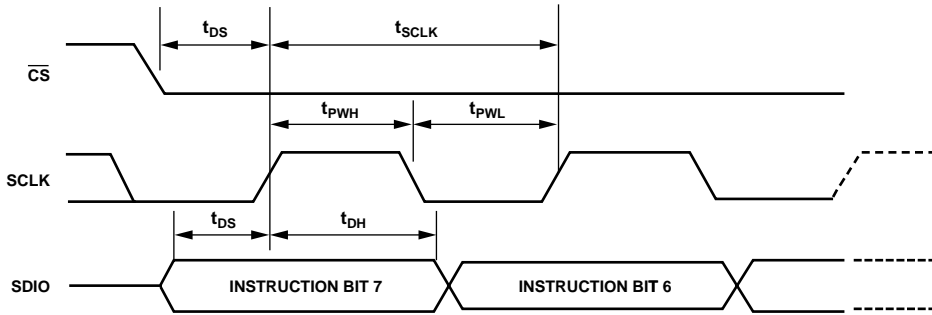 tDS
tSCLK
CS
tPWH
tPWL
SCLK
tDS
tDH
SDIO
INSTRUCTION BIT 7
INSTRUCTION BIT 6